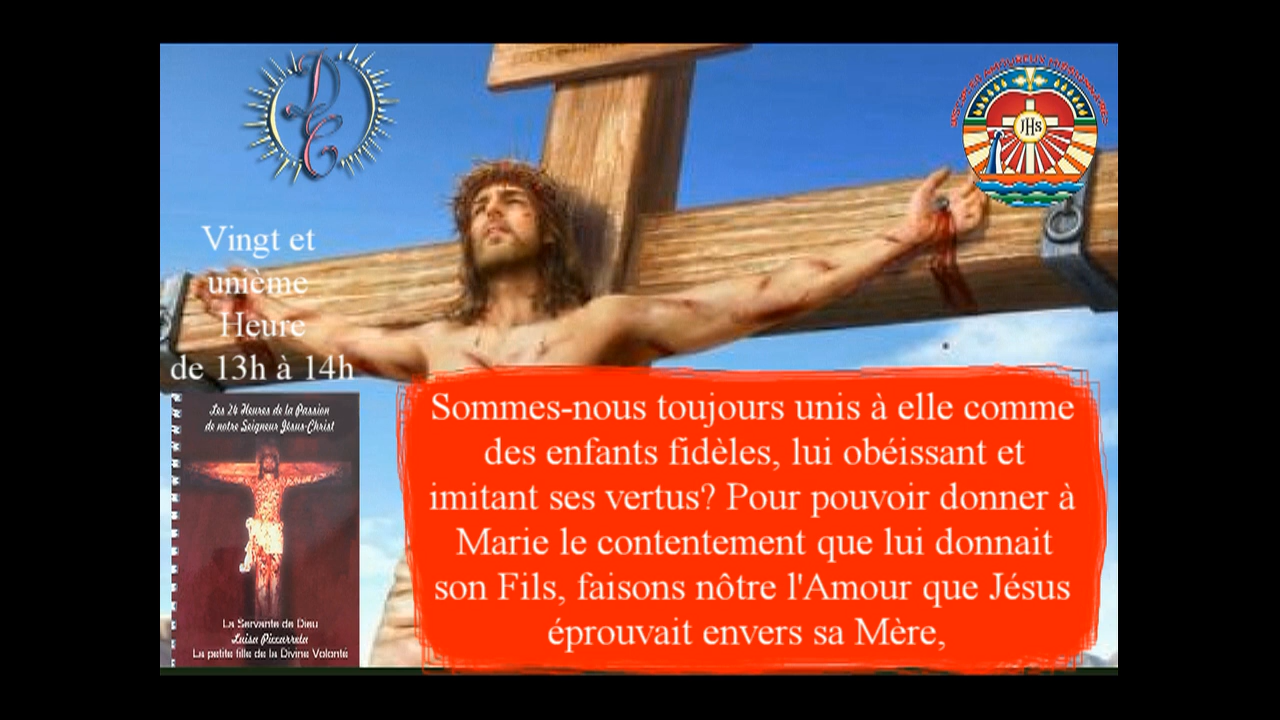 JHS
Vingt et
unième
Heure
de 13h à 14h
Les 24 Heures de la Passion
de notre Seigneur Jésus-Christ
La Servante de Dieu
Luisa Piccarreta
La petite fille de la Divine Volonté
Sommes-nous toujours unis à elle comme
des enfants fidèles, lui obéissant et
imitant ses vertus? Pour pouvoir donner à
Marie le contentement que lui donnait
son Fils, faisons nôtre l'Amour que Jésus
éprouvait envers sa Mère,